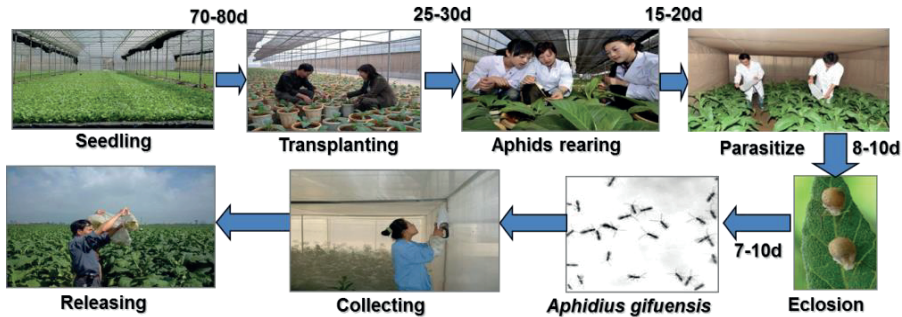 70-80d
25-30d
15-20d
Seedling
Transplanting
Aphids rearing
Parasitize
8-10d
7-10d
Releasing
Collecting
Aphidius gifuensis
Eclosion